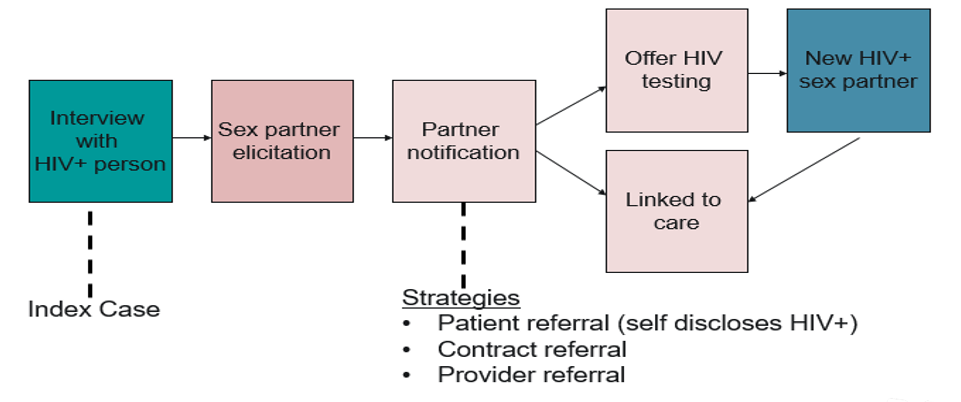 Interview
with
HIV+ person
Sex partner
elicitation
Partner
notification
Offer HIV
testing
New HIV+
sex partner
Linked to
care
Index Case
Strategies
• Patient referral (self discloses HIV+)
• Contract referral
• Provider referral